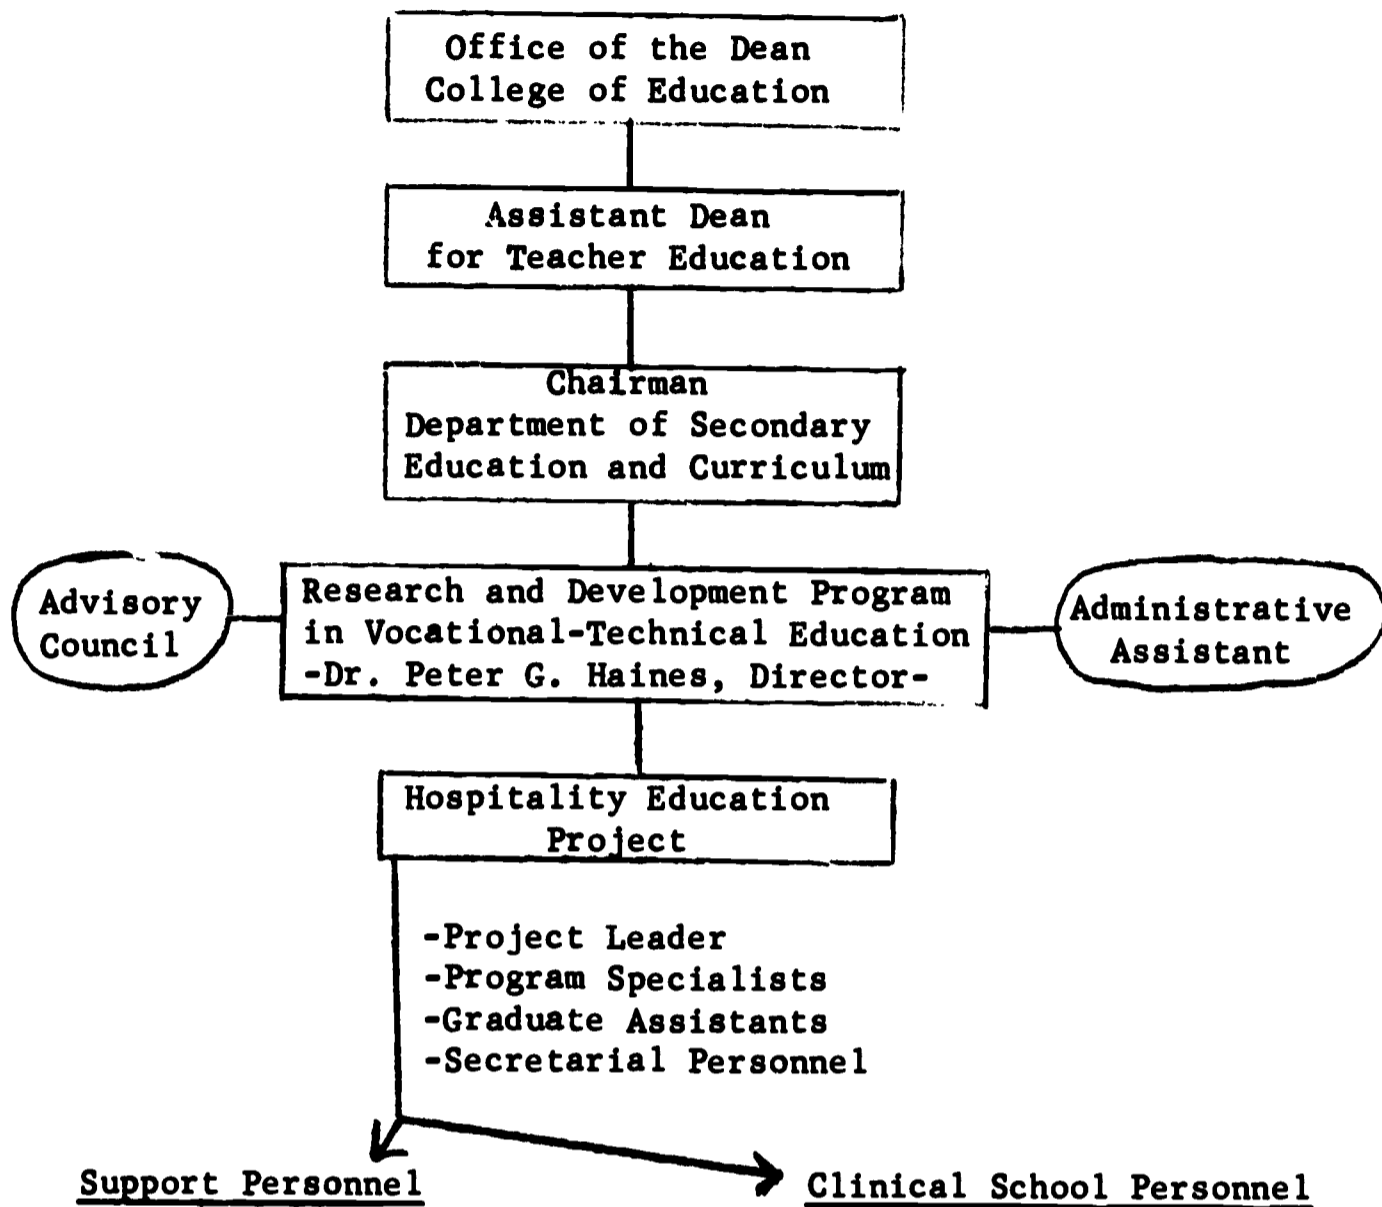 Office of the Dean
College of Education
Assistant Dean
for Teacher Education
Chairman
Department of Secondary
Education and Curriculum
Advisory
Council
Research and Development Program
in Vocational-Technical Education
-Dr. Peter G. Haines, Director-
Administrative
Assistant
Hospitality Education
Project
-Project Leader
-Program Specialists
-Graduate Assistants
-Secretarial Personnel
Support Personnel
Clinical School Personnel